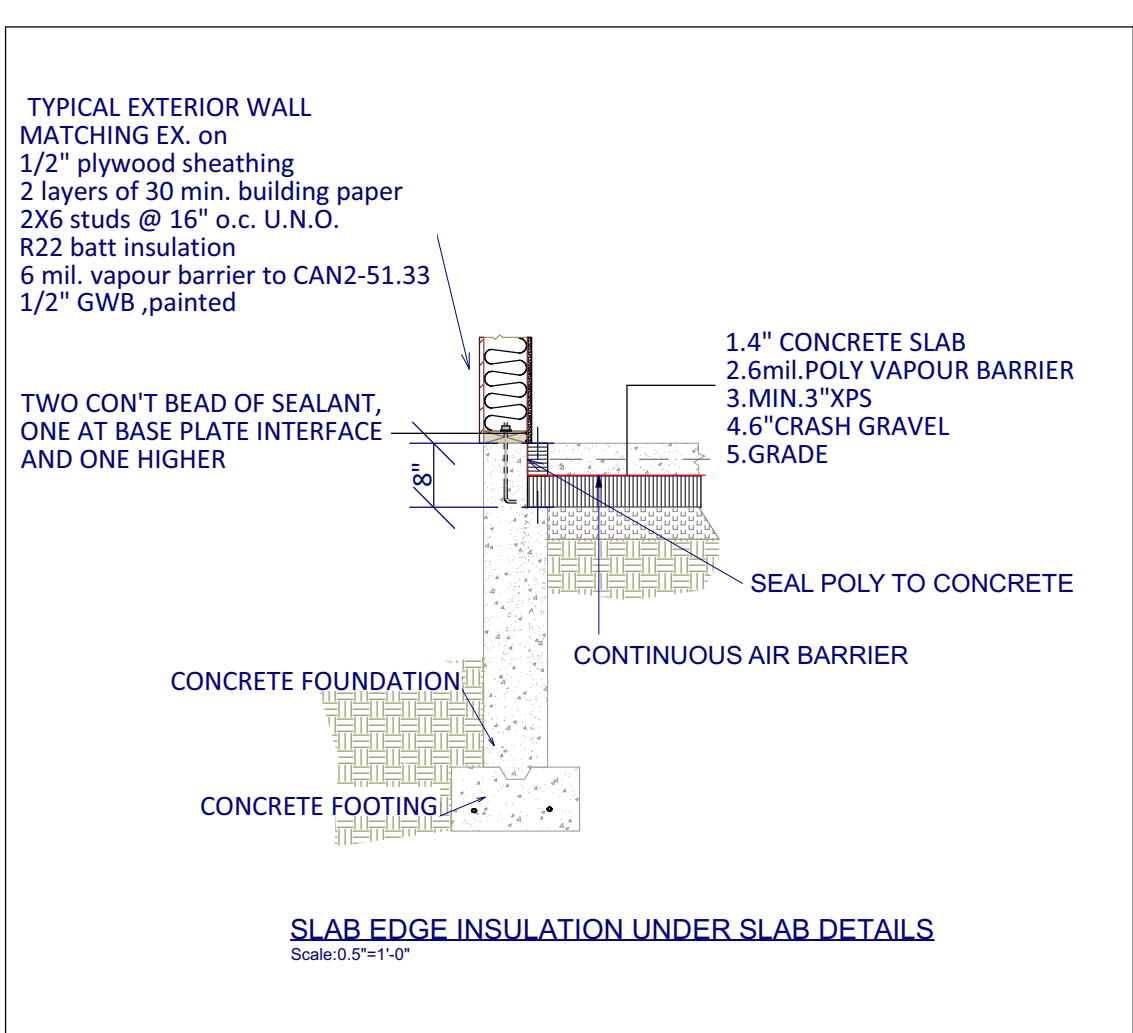 TYPICAL EXTERIOR WALL
MATCHING EX. on
1/2" plywood sheathing
2 layers of 30 min. building paper
2X6 studs @ 16" o.c. U.N.O.
R22 batt insulation
6 mil. vapour barrier to CAN2-51.33
1/2" GWB ,painted
TWO CON'T BEAD OF SEALANT,
ONE AT BASE PLATE INTERFACE
AND ONE HIGHER
8"
1.4" CONCRETE SLAB
2.6mil.POLY VAPOUR BARRIER
3.MIN.3"XPS
4.6"CRASH GRAVEL
5.GRADE
SEAL POLY TO CONCRETE
CONTINUOUS AIR BARRIER
CONCRETE FOUNDATION
CONCRETE FOOTING
SLAB EDGE INSULATION UNDER SLAB DETAILS
Scale:0.5"=1'-0"